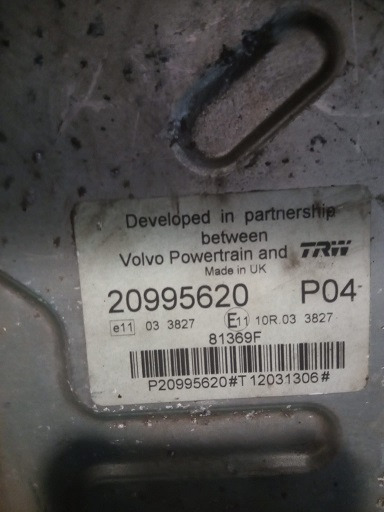 Developed in partnership
between
Volvo Powertrain and TRW
Made in UK
20995620 P04
e11 03 3827 E11 10R.03 3827
81369F
P20995620#T12031306#